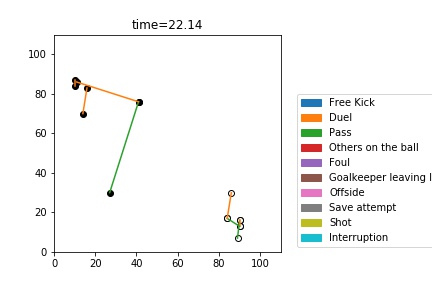 time=22.14
100
80
60
40
20
0
0 20 40 60 80 100
Free Kick
Duel
Pass
Others on the ball
Foul
Goalkeeper leaving l
Offside
Save attempt
Shot
Interruption